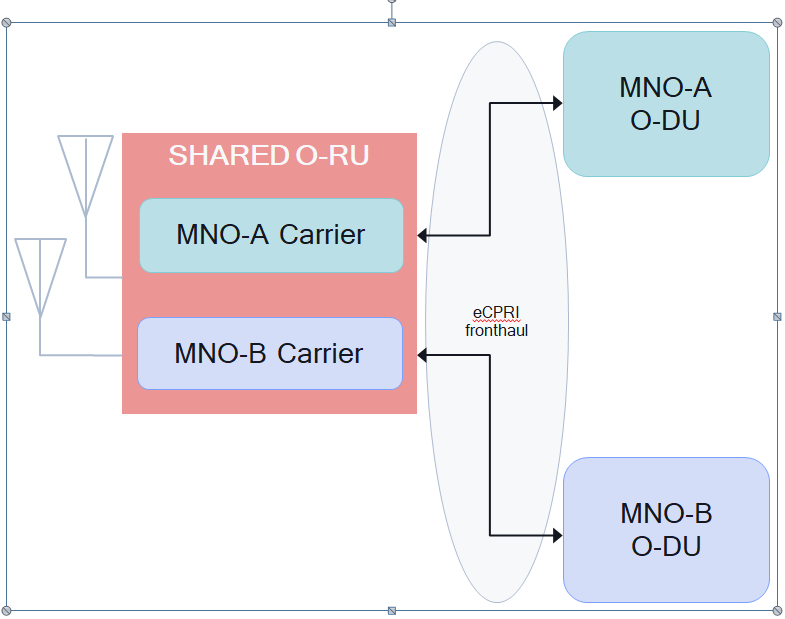 MNO-A
O-DU
SHARED O-RU
MNO-A Carrier
eCPRI
fronthaul
MNO-B Carrier
MNO-B
O-DU